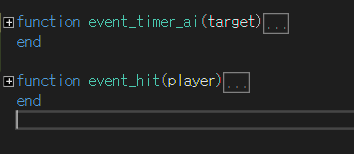 function event_timer_ai(target)...
end
function event_hit(player)...
end